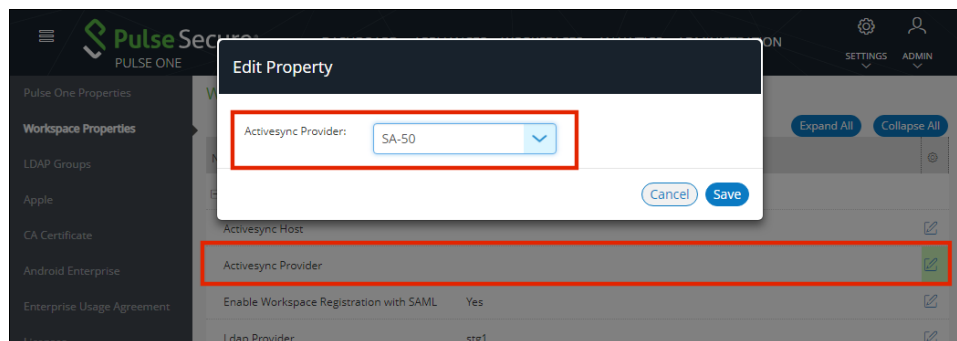 Pulse Secure
PULSE ONE
ADMINISTRATION
SETTINGS
ADMIN
Edit Property
Activesync Provider:
SA-50
Cancel
Save
Pulse One Properties
Workspace Properties
LDAP Groups
Apple
CA Certificate
Android Enterprise
Enterprise Usage Agreement
Expand All
Collapse All
Activesync Host
Activesync Provider
Enable Workspace Registration with SAML Yes
Ldap Provider stg1